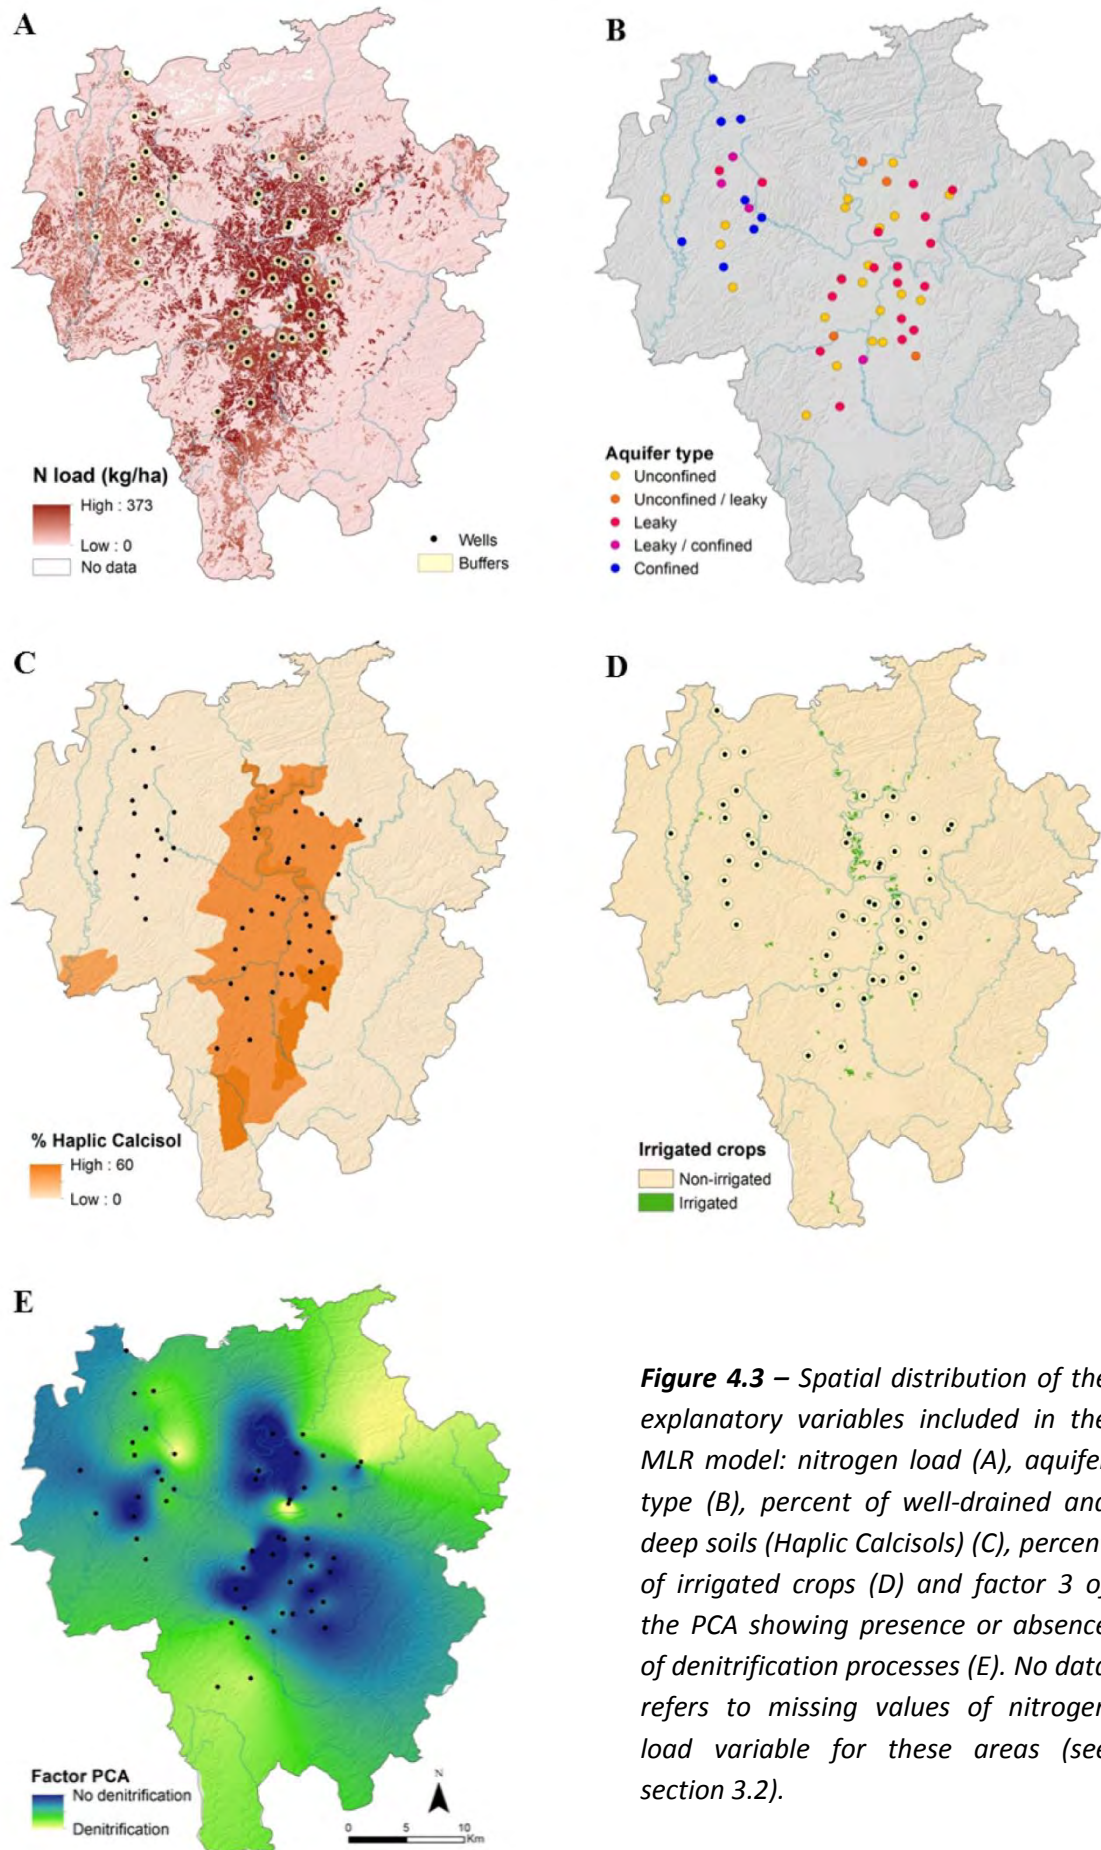 A
N load (kg/ha)
High : 373
Low : 0
No data
Wells
Buffers
B
Aquifer type
Unconfined
Unconfined / leaky
Leaky
Leaky / confined
Confined
C
% Haplic Calcisol
High : 60
Low : 0
D
Irrigated crops
Non-irrigated
Irrigated
E
Factor PCA
No denitrification
Denitrification
N
0 5 10
Km
Figure 4.3 – Spatial distribution of the
explanatory variables included in the
MLR model: nitrogen load (A), aquifer
type (B), percent of well-drained and
deep soils (Haplic Calcisols) (C), percent
of irrigated crops (D) and factor 3 of
the PCA showing presence or absence
of denitrification processes (E). No data
refers to missing values of nitrogen
load variable for these areas (see
section 3.2).